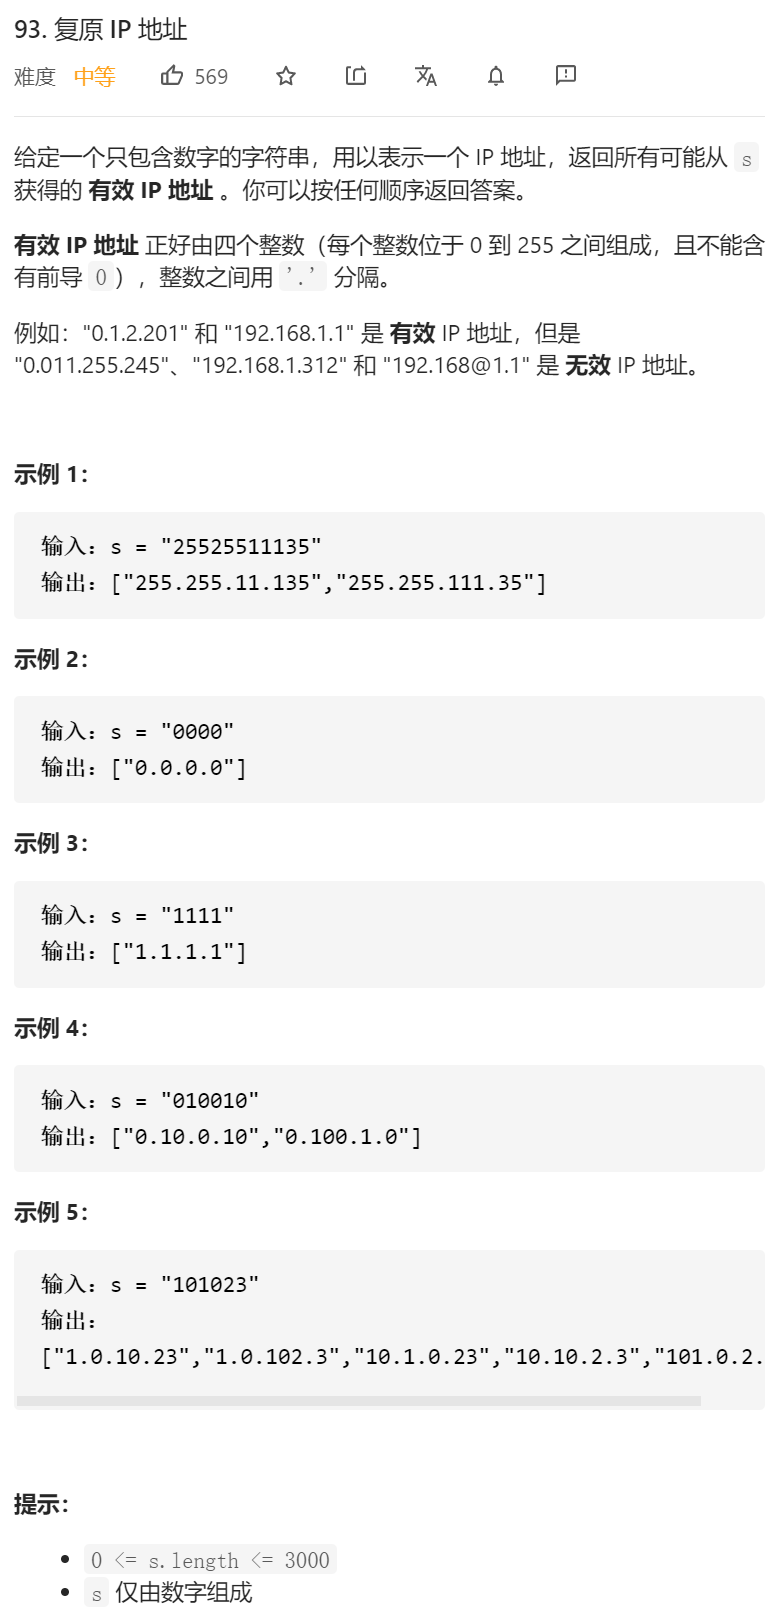 93. 复原 IP 地址
难度 中等 569
给定一个只包含数字的字符串，用以表示一个 IP 地址，返回所有可能从 s
获得的 有效 IP 地址 。你可以按任何顺序返回答案。
有效 IP 地址 正好由四个整数（每个整数位于 0 到 255 之间组成，且不能含
有前导 0），整数之间用 '.' 分隔。
例如："0.1.2.201" 和 "192.168.1.1" 是 有效 IP 地址，但是
"0.011.255.245"、"192.168.1.312" 和 "192.168@1.1" 是 无效 IP 地址。
示例 1：
输入：s = "25525511135"
输出：["255.255.11.135","255.255.111.35"]
示例 2：
输入：s = "0000"
输出：["0.0.0.0"]
示例 3：
输入：s = "1111"
输出：["1.1.1.1"]
示例 4：
输入：s = "010010"
输出：["0.10.0.10","0.100.1.0"]
示例 5：
输入：s = "101023"
输出：
["1.0.10.23","1.0.102.3","10.1.0.23","10.10.2.3","101.0.2.
提示：
0 <= s.length <= 3000
s 仅由数字组成